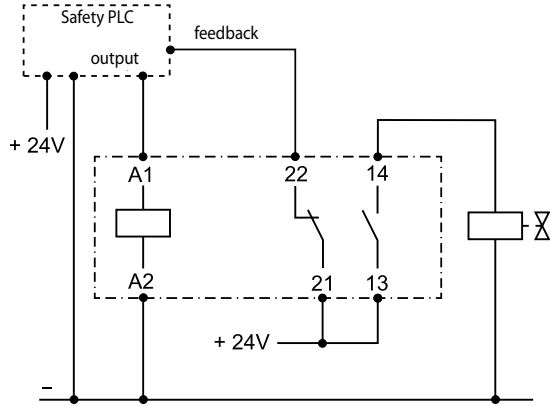 Safety PLC
output
feedback
+ 24V
A1
22
14
A2
21
13
+ 24V
–